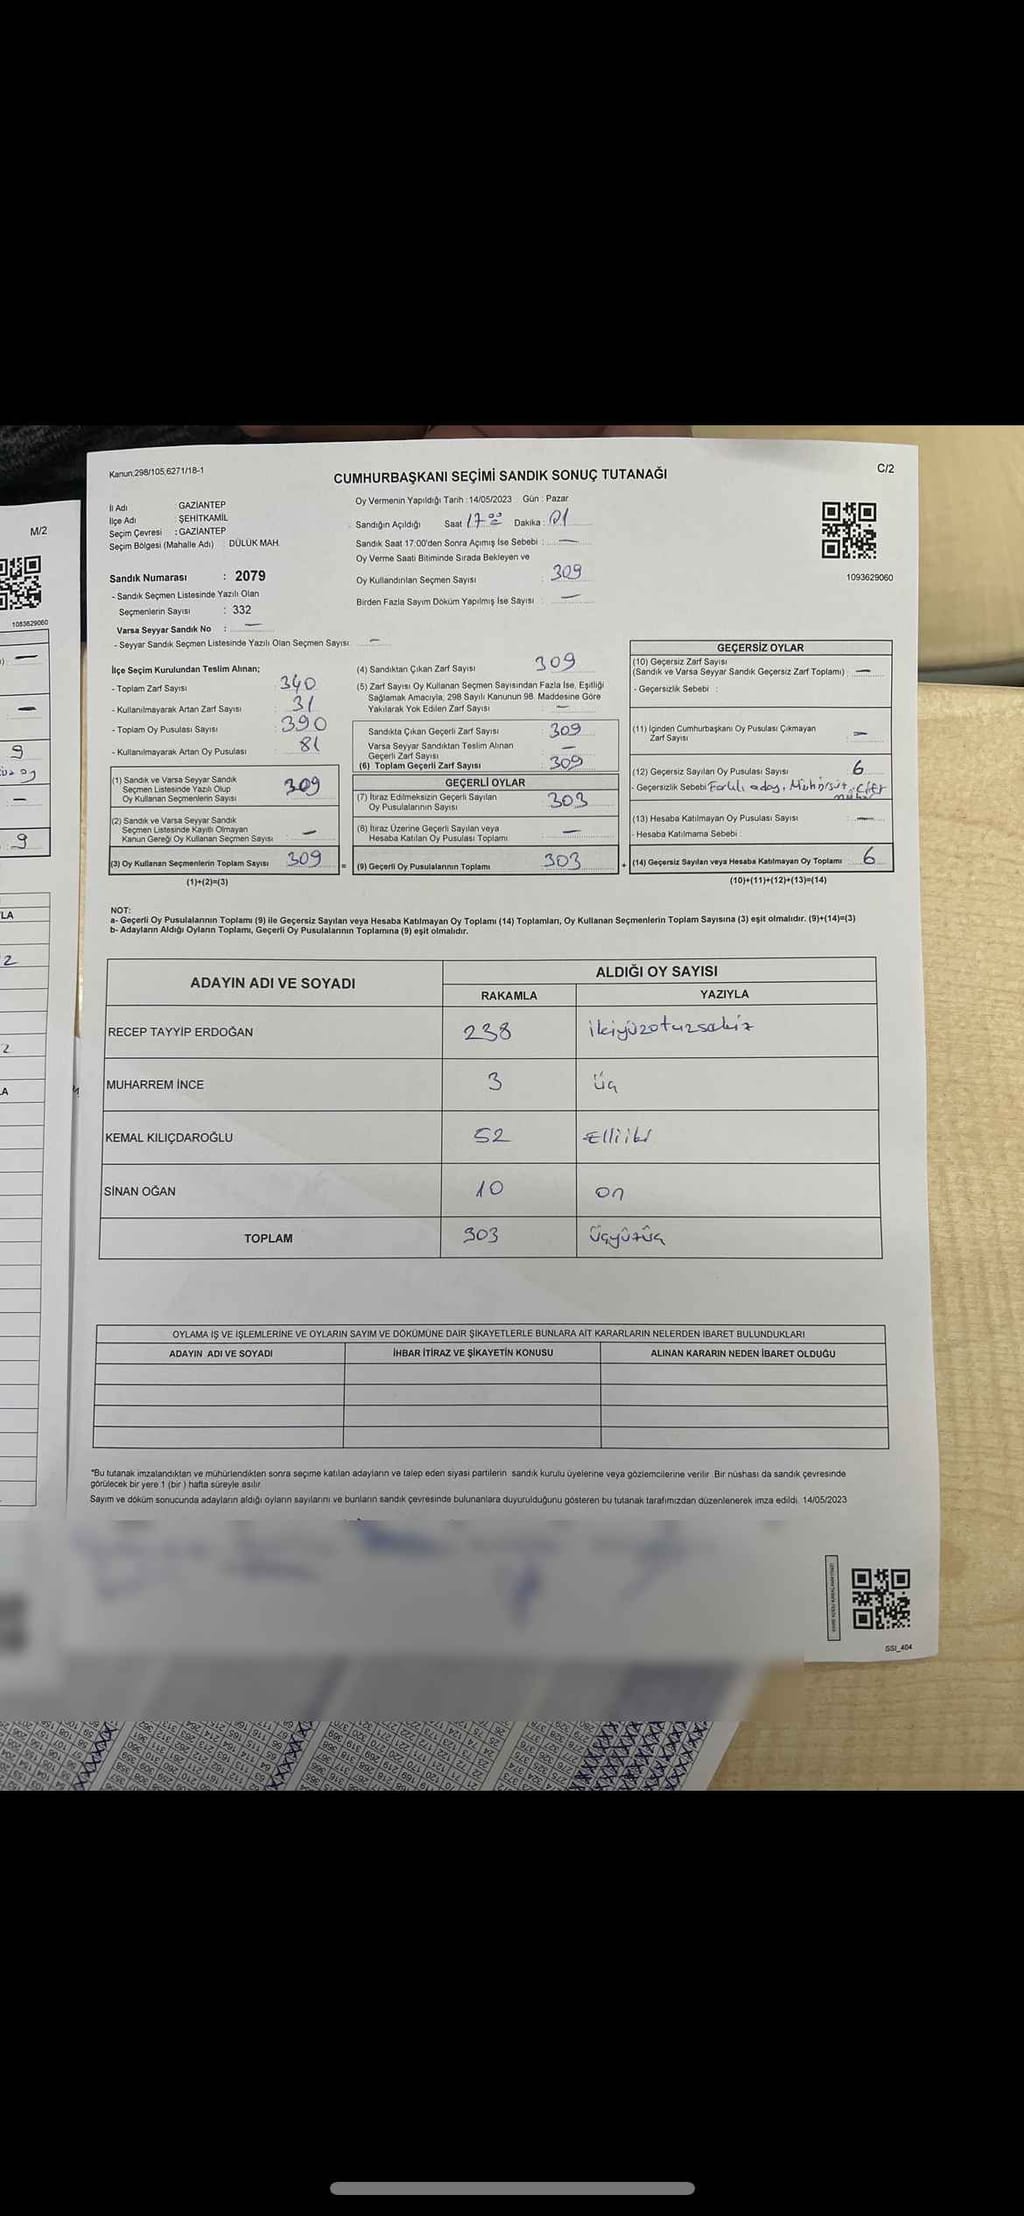 Kanun:298/105;6271/18-1
CUMHURBAŞKANI SEÇİMİ SANDIK SONUÇ TUTANAĞI
C/2
İl Adı : GAZİANTEP
İlçe Adı : ŞEHİTKAMİL
Seçim Çevresi : GAZİANTEP
Seçim Bölgesi (Mahalle Adı) : DÜLÜK MAH.
Oy Vermenin Yapıldığı Tarih : 14/05/2023 Gün : Pazar
Sandığın Açıldığı Saat 17:00 Dakika : 01
Sandık Saat 17:00'den Sonra Açımış İse Sebebi : —
Oy Verme Saati Bitiminde Sırada Bekleyen ve
Oy Kullandırılan Seçmen Sayısı : 309
Birden Fazla Sayım Döküm Yapılmış İse Sayısı : —
1093629060
Sandık Numarası : 2079
- Sandık Seçmen Listesinde Yazılı Olan
Seçmenlerin Sayısı : 332
Varsa Seyyar Sandık No : —
- Seyyar Sandık Seçmen Listesinde Yazılı Olan Seçmen Sayısı : —
İlçe Seçim Kurulundan Teslim Alınan;
- Toplam Zarf Sayısı : 340
- Kullanılmayarak Artan Zarf Sayısı : 31
- Toplam Oy Pusulası Sayısı : 390
- Kullanılmayarak Artan Oy Pusulası : 81
(1) Sandık ve Varsa Seyyar Sandık
Seçmen Listesinde Yazılı Olup
Oy Kullanan Seçmenlerin Sayısı 309
(2) Sandık ve Varsa Seyyar Sandık
Seçmen Listesinde Kayıtlı Olmayan
Kanun Gereği Oy Kullanan Seçmen Sayısı —
(3) Oy Kullanan Seçmenlerin Toplam Sayısı 309 =
(1)+(2)=(3)
(4) Sandıktan Çıkan Zarf Sayısı 309
(5) Zarf Sayısı Oy Kullanan Seçmen Sayısından Fazla İse, Eşitliği
Sağlamak Amacıyla, 298 Sayılı Kanunun 98. Maddesine Göre
Yakılarak Yok Edilen Zarf Sayısı : —
Sandıkta Çıkan Geçerli Zarf Sayısı 309
Varsa Seyyar Sandıktan Teslim Alınan
Geçerli Zarf Sayısı —
(6) Toplam Geçerli Zarf Sayısı 309
GEÇERLİ OYLAR
(7) İtiraz Edilmeksizin Geçerli Sayılan
Oy Pusulalarının Sayısı 303
(8) İtiraz Üzerine Geçerli Sayılan veya
Hesaba Katılan Oy Pusulası Toplamı —
(9) Geçerli Oy Pusulalarının Toplamı 303 +
GEÇERSİZ OYLAR
(10) Geçersiz Zarf Sayısı
(Sandık ve Varsa Seyyar Sandık Geçersiz Zarf Toplamı) : —
- Geçersizlik Sebebi :
(11) İçinden Cumhurbaşkanı Oy Pusulası Çıkmayan
Zarf Sayısı : —
(12) Geçersiz Sayılan Oy Pusulası Sayısı 6
- Geçersizlik Sebebi Farklı aday,
(13) Hesaba Katılmayan Oy Pusulası Sayısı : —
- Hesaba Katılmama Sebebi :
(14) Geçersiz Sayılan veya Hesaba Katılmayan Oy Toplamı 6
(10)+(11)+(12)+(13)=(14)
NOT:
a- Geçerli Oy Pusulalarının Toplamı (9) ile Geçersiz Sayılan veya Hesaba Katılmayan Oy Toplamı (14) Toplamları, Oy Kullanan Seçmenlerin Toplam Sayısına (3) eşit olmalıdır. (9)+(14)=(3)
b- Adayların Aldığı Oyların Toplamı, Geçerli Oy Pusulalarının Toplamına (9) eşit olmalıdır.
ADAYIN ADI VE SOYADI
ALDIĞI OY SAYISI
RAKAMLA YAZIYLA
RECEP TAYYİP ERDOĞAN 238 ikiyüzotuzsekiz
MUHARREM İNCE 3 Üç
KEMAL KILIÇDAROĞLU 52 Elliiki
SİNAN OĞAN 10 on
TOPLAM 303 Üçyüzüç
OYLAMA İŞ VE İŞLEMLERİNE VE OYLARIN SAYIM VE DÖKÜMÜNE DAİR ŞİKAYETLERLE BUNLARA AİT KARARLARIN NELERDEN İBARET BULUNDUKLARI
ADAYIN ADI VE SOYADI İHBAR İTİRAZ VE ŞİKAYETİN KONUSU ALINAN KARARIN NEDEN İBARET OLDUĞU
*Bu tutanak imzalandıktan ve mühürlendikten sonra seçime katılan adayların ve talep eden siyasi partilerin sandık kurulu üyelerine veya gözlemcilerine verilir. Bir nüshası da sandık çevresinde
görülecek bir yere 1 (bir) hafta süreyle asılır.
Sayım ve döküm sonucunda adayların aldığı oyların sayılarını ve bunların sandık çevresinde bulunanlara duyurulduğunu gösteren bu tutanak tarafımızdan düzenlenerek imza edildi. 14/05/2023
SSI_404
M/2
1083629060
9
9
LA
2
2